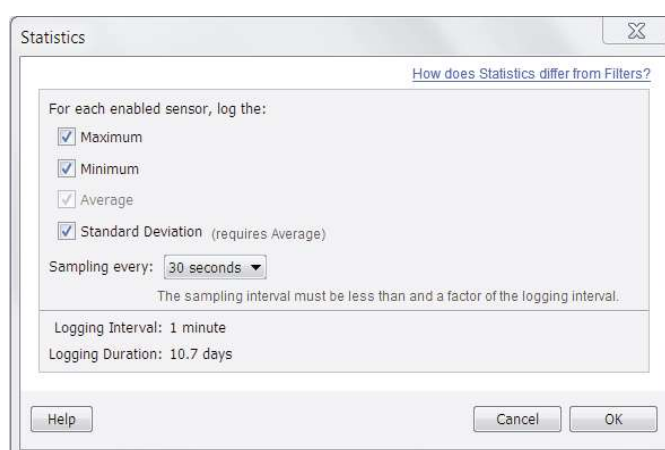 Statistics
How does Statistics differ from Filters?
For each enabled sensor, log the:
Maximum
Minimum
Average
Standard Deviation (requires Average)
Sampling every: 30 seconds
The sampling interval must be less than and a factor of the logging interval.
Logging Interval: 1 minute
Logging Duration: 10.7 days
Help Cancel OK